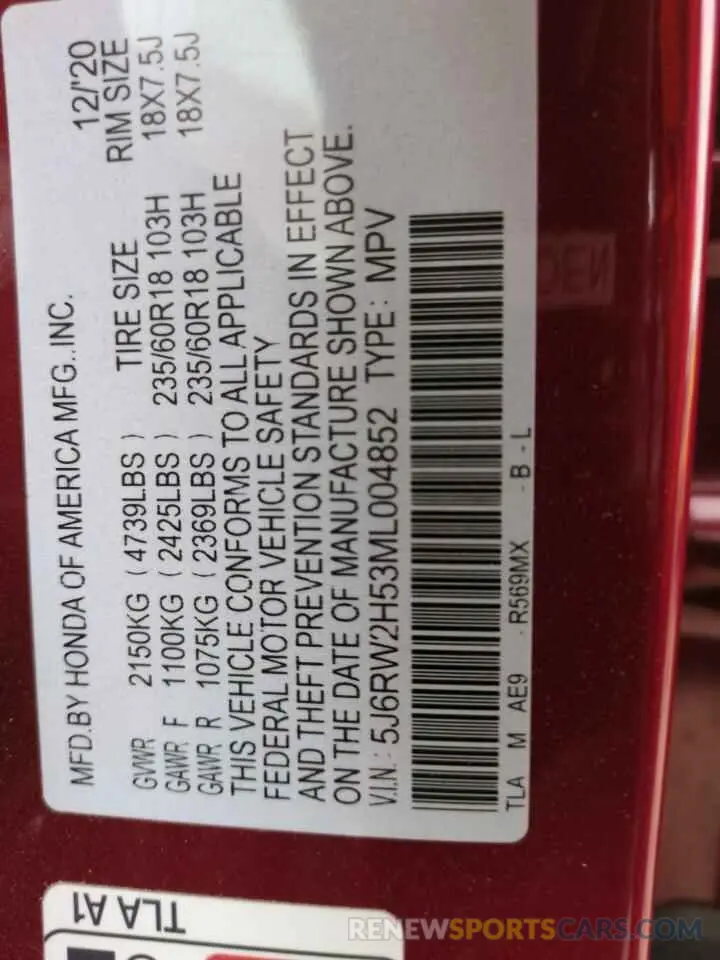 MFD.BY HONDA OF AMERICA MFG.,INC. 12/'20
GVWR 2150KG (4739LBS) TIRE SIZE RIM SIZE
GAWR F 1100KG (2425LBS) 235/60R18 103H 18X7.5J
GAWR R 1075KG (2369LBS) 235/60R18 103H 18X7.5J
THIS VEHICLE CONFORMS TO ALL APPLICABLE
FEDERAL MOTOR VEHICLE SAFETY
AND THEFT PREVENTION STANDARDS IN EFFECT
ON THE DATE OF MANUFACTURE SHOWN ABOVE.
V.I.N.: 5J6RW2H53ML004852 TYPE: MPV
TLA M AE9 - R569MX - B - L
TLA A1
RENEWSPORTSCARS.COM